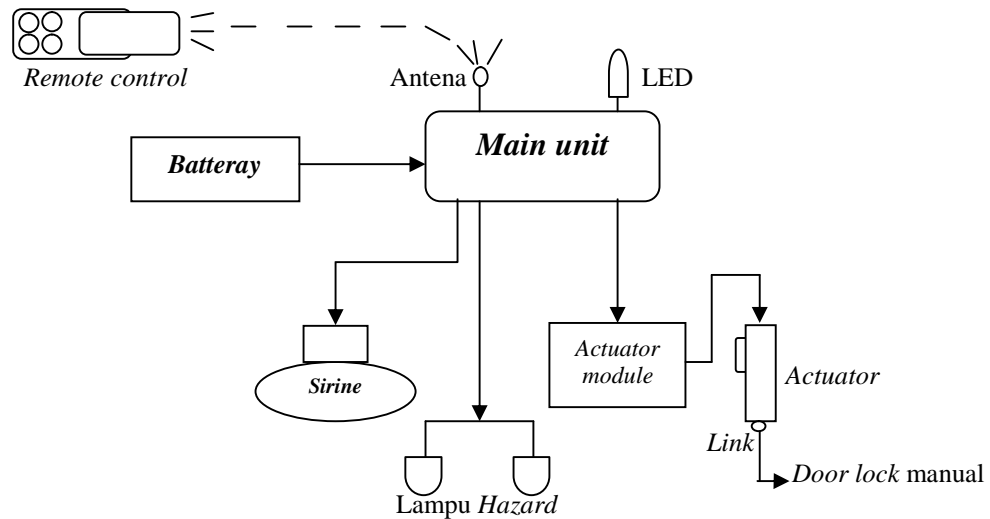 Remote control
Antena
LED
Main unit
Batteray
Sirine
Actuator
module
Actuator
Link
Door lock manual
Lampu Hazard